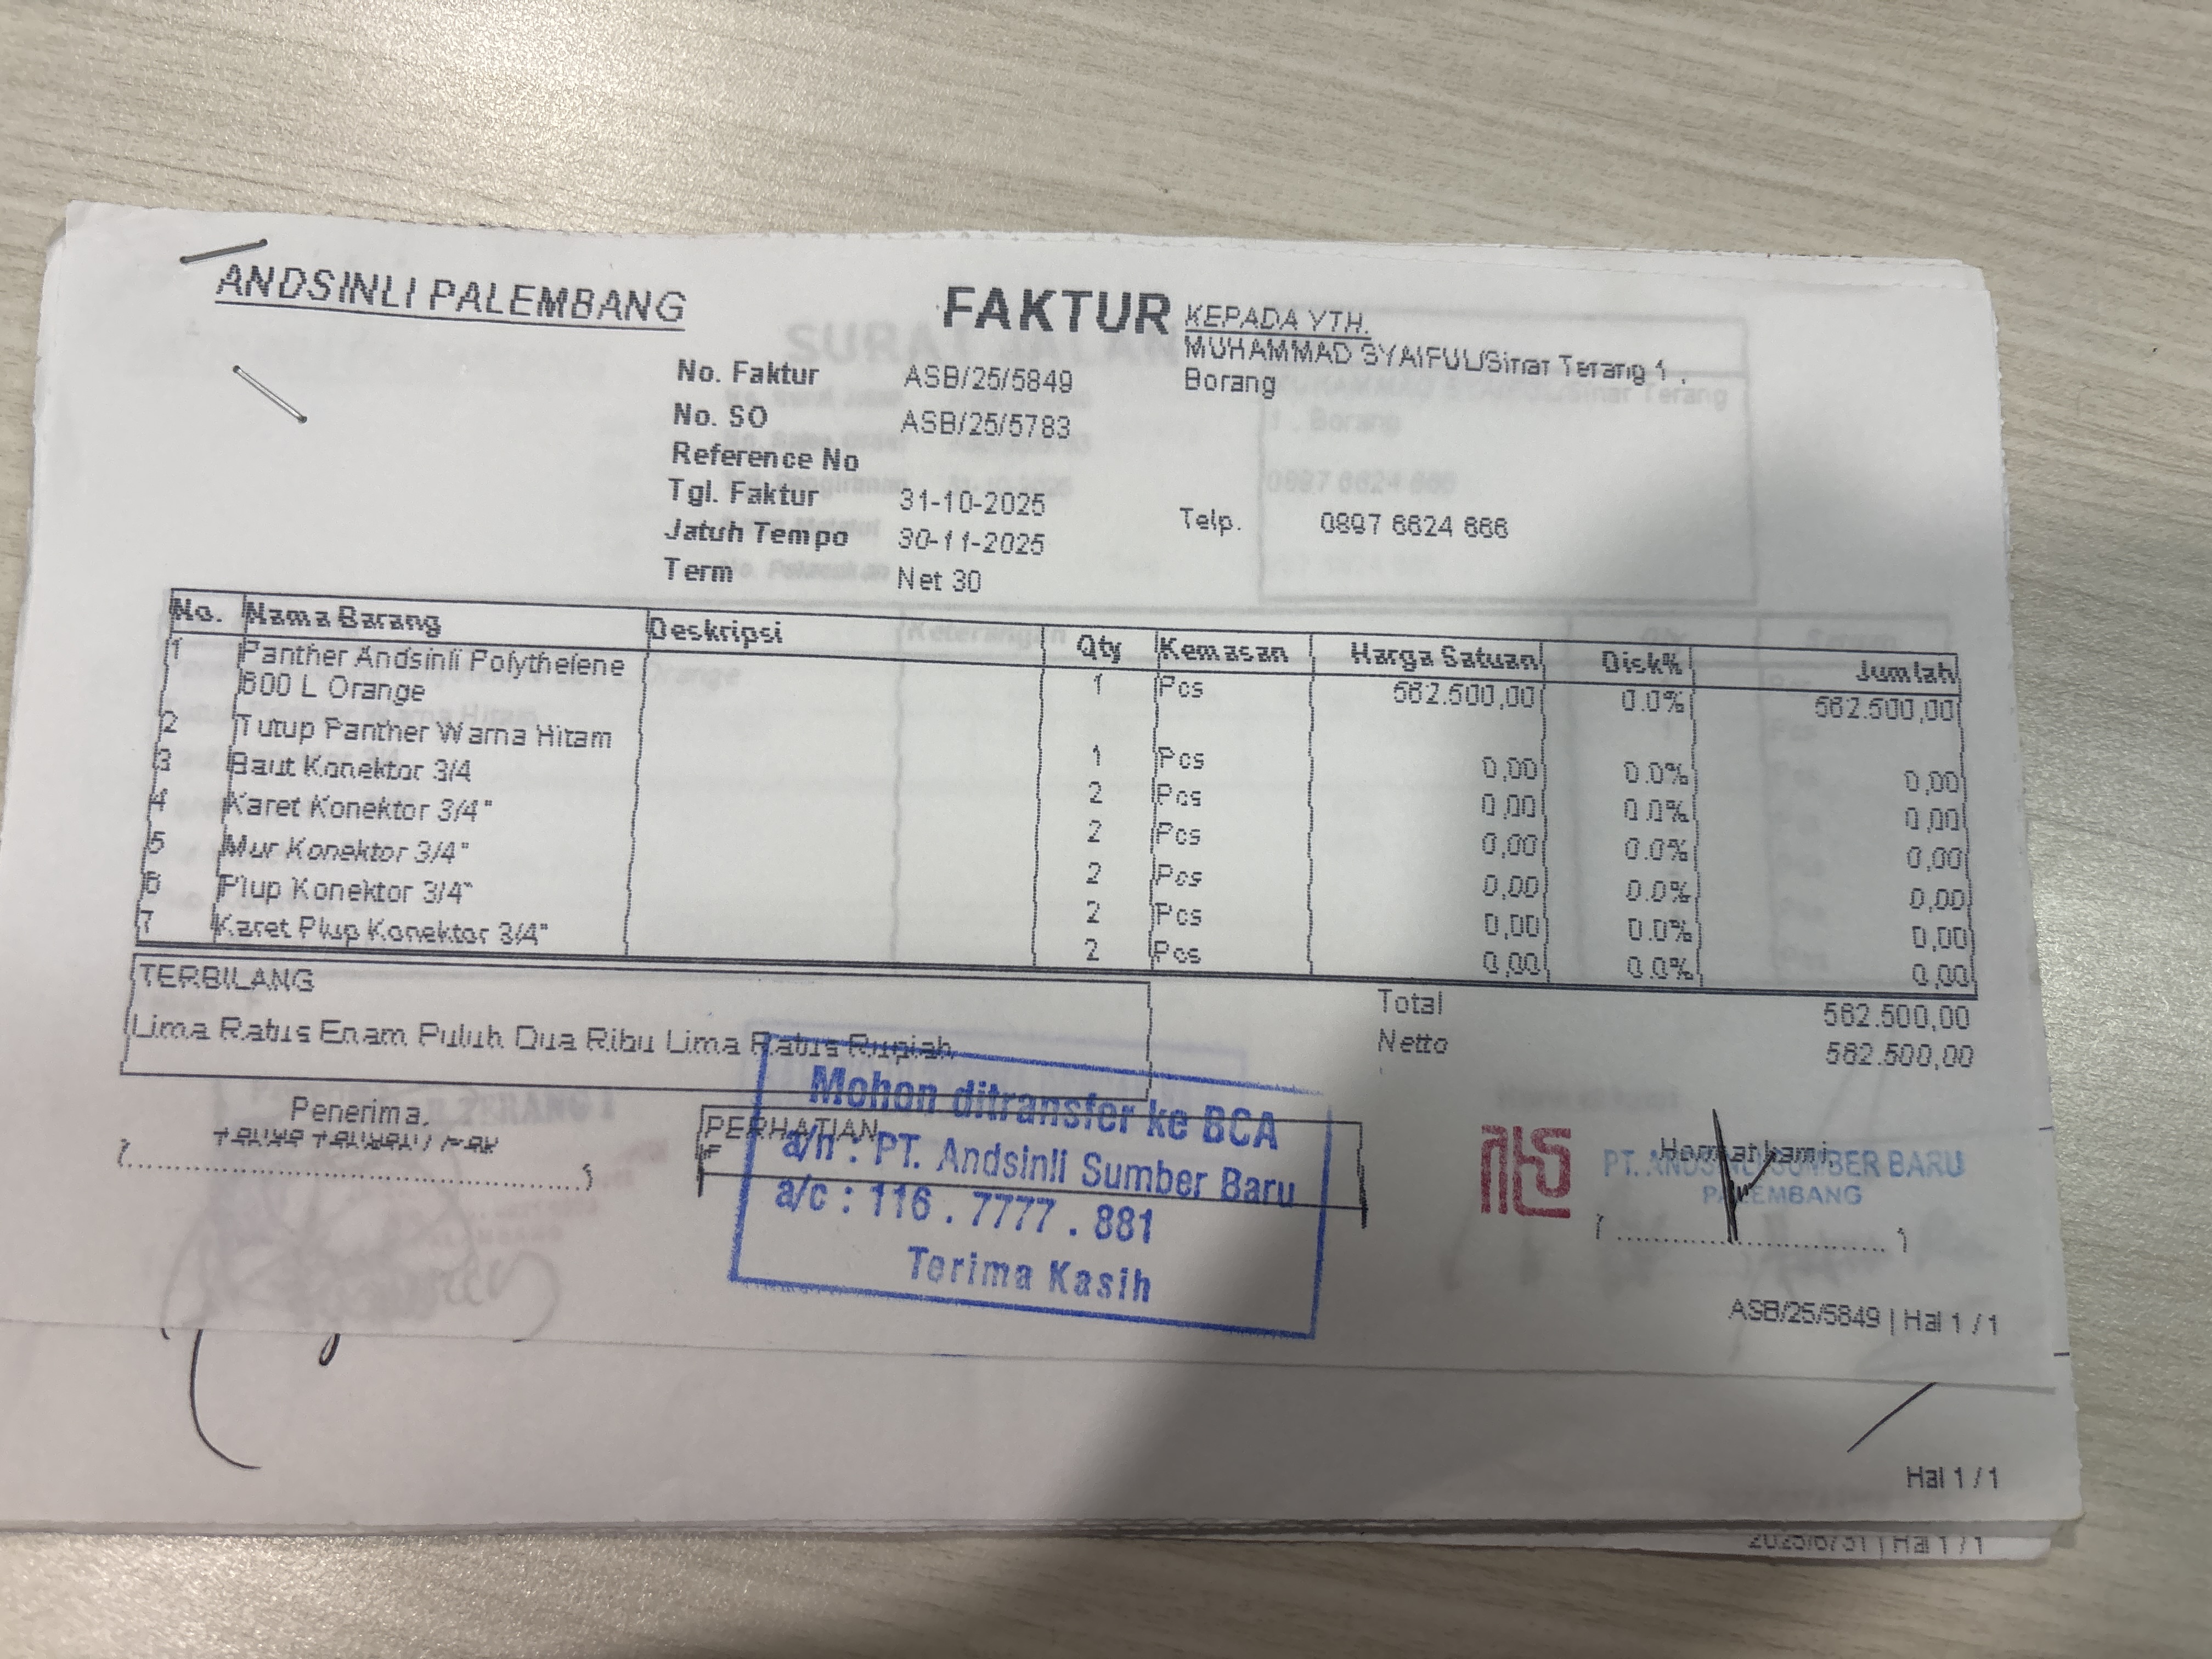 ANDSINLI PALEMBANG
FAKTUR
KEPADA YTH.
MUHAMMAD SYAIFUL/Sinar Terang 1 .
Borang
No. Faktur ASB/25/5849
No. SO ASB/25/5783
Reference No
Tgl. Faktur 31-10-2025
Jatuh Tempo 30-11-2025
Term Net 30
Telp. 0897 6624 666
No. Nama Barang Deskripsi Qty Kemasan Harga Satuan Disk% Jumlah
1 Panther Andsinli Polythelene 1 Pcs 562.500,00 0.0% 562.500,00
600 L Orange
2 Tutup Panther Warna Hitam 1 Pcs 0,00 0.0% 0,00
3 Baut Konektor 3/4 2 Pcs 0,00 0.0% 0,00
4 Karet Konektor 3/4" 2 Pcs 0,00 0.0% 0,00
5 Mur Konektor 3/4" 2 Pcs 0,00 0.0% 0,00
6 Plup Konektor 3/4" 2 Pcs 0,00 0.0% 0,00
7 Karet Plup Konektor 3/4" 2 Pcs 0,00 0.0% 0,00
TERBILANG
Lima Ratus Enam Puluh Dua Ribu Lima Ratus Rupiah
Total 562.500,00
Netto 562.500,00
Penerima,
PERHATIAN
Mohon ditransfer ke BCA
a/n : PT. Andsinli Sumber Baru
a/c : 116 . 7777 . 881
Terima Kasih
Hormat kami,
PT. ANDSINLI SUMBER BARU
PALEMBANG
ASB/25/5849 | Hal 1 / 1
Hal 1 / 1
| Hal 1 / 1